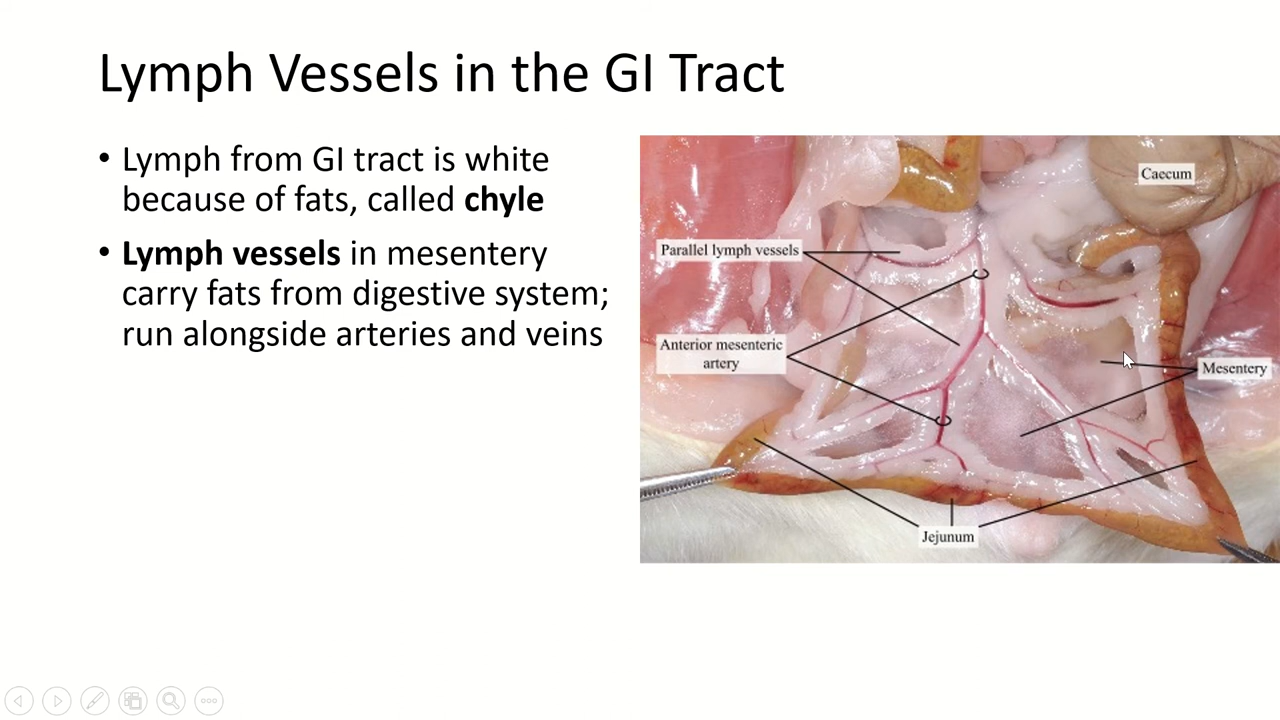 Lymph Vessels in the GI Tract
• Lymph from GI tract is white
because of fats, called chyle
• Lymph vessels in mesentery
carry fats from digestive system;
run alongside arteries and veins
Caecum
Parallel lymph vessels
Anterior mesenteric
artery
Mesentery
Jejunum